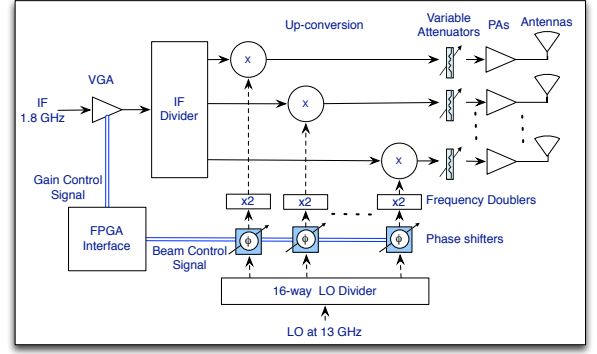 Up-conversion
Variable
Attenuators
PAs
Antennas
VGA
IF
1.8 GHz
IF
Divider
x
x
x
Gain Control
Signal
x2
x2
x2
Frequency Doublers
FPGA
Interface
Beam Control
Signal
ϕ
ϕ
ϕ
Phase shifters
16-way LO Divider
LO at 13 GHz